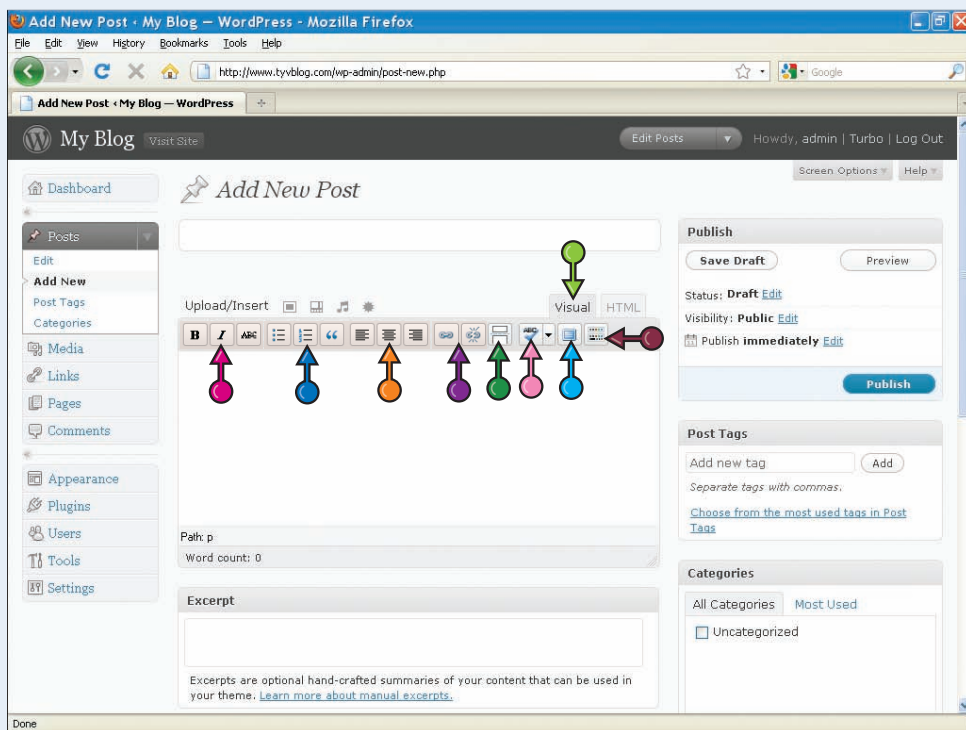 Add New Post ‹ My Blog — WordPress - Mozilla Firefox
File Edit View History Bookmarks Tools Help
http://www.tyvblog.com/wp-admin/post-new.php
Google
Add New Post ‹ My Blog — WordPress
My Blog Visit Site
Edit Posts
Howdy, admin | Turbo | Log Out
Screen Options Help
Dashboard
Posts
Edit
Add New
Post Tags
Categories
Media
Links
Pages
Comments
Appearance
Plugins
Users
Tools
Settings
Add New Post
Upload/Insert
Visual HTML
B I ABC
ABC
Path: p
Word count: 0
Excerpt
Excerpts are optional hand-crafted summaries of your content that can be used in
your theme. Learn more about manual excerpts.
Publish
Save Draft Preview
Status: Draft Edit
Visibility: Public Edit
Publish immediately Edit
Publish
Post Tags
Add new tag Add
Separate tags with commas.
Choose from the most used tags in Post
Tags
Categories
All Categories Most Used
Uncategorized
Done